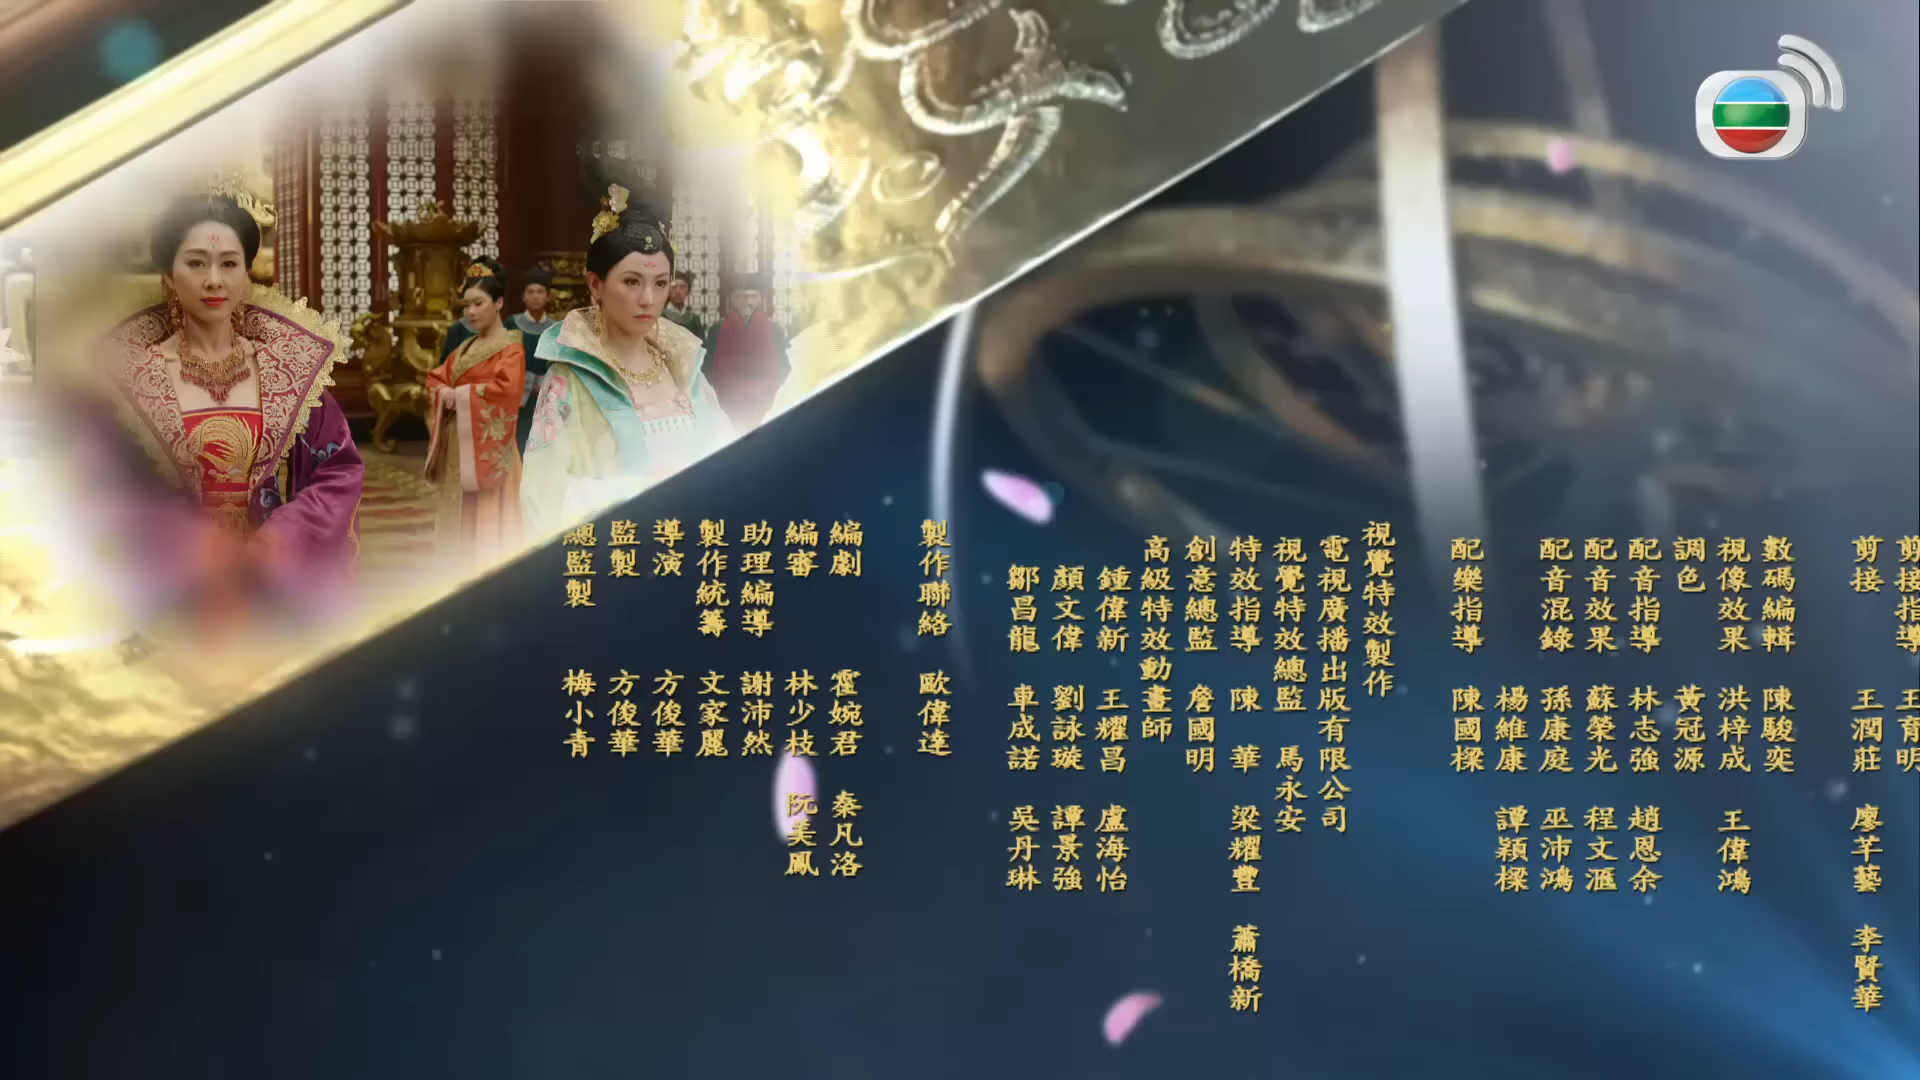 剪接指導 王育明
剪接 王潤莊 廖芊藝 李賢華
數碼編輯 陳駿奕
視像效果 洪梓成 王偉鴻
調色 黃冠源
配音指導 林志強 趙恩余
配音效果 蘇榮光 程文滙
配音混錄 孫康庭 巫沛鴻
楊維康 譚穎樑
配樂指導 陳國樑
視覺特效製作
電視廣播出版有限公司
視覺特效總監 馬永安
特效指導 陳華 梁耀豐 蕭橋新
創意總監 詹國明
高級特效動畫師
鍾偉新 王耀昌 盧海怡
顏文偉 劉詠璇 譚景強
鄒昌龍 車成諾 吳丹琳
製作聯絡 歐偉達
編劇 霍婉君 秦凡洛
編審 林少枝 阮美鳳
助理編導 謝沛然
製作統籌 文家麗
導演 方俊華
監製 方俊華
總監製 梅小青